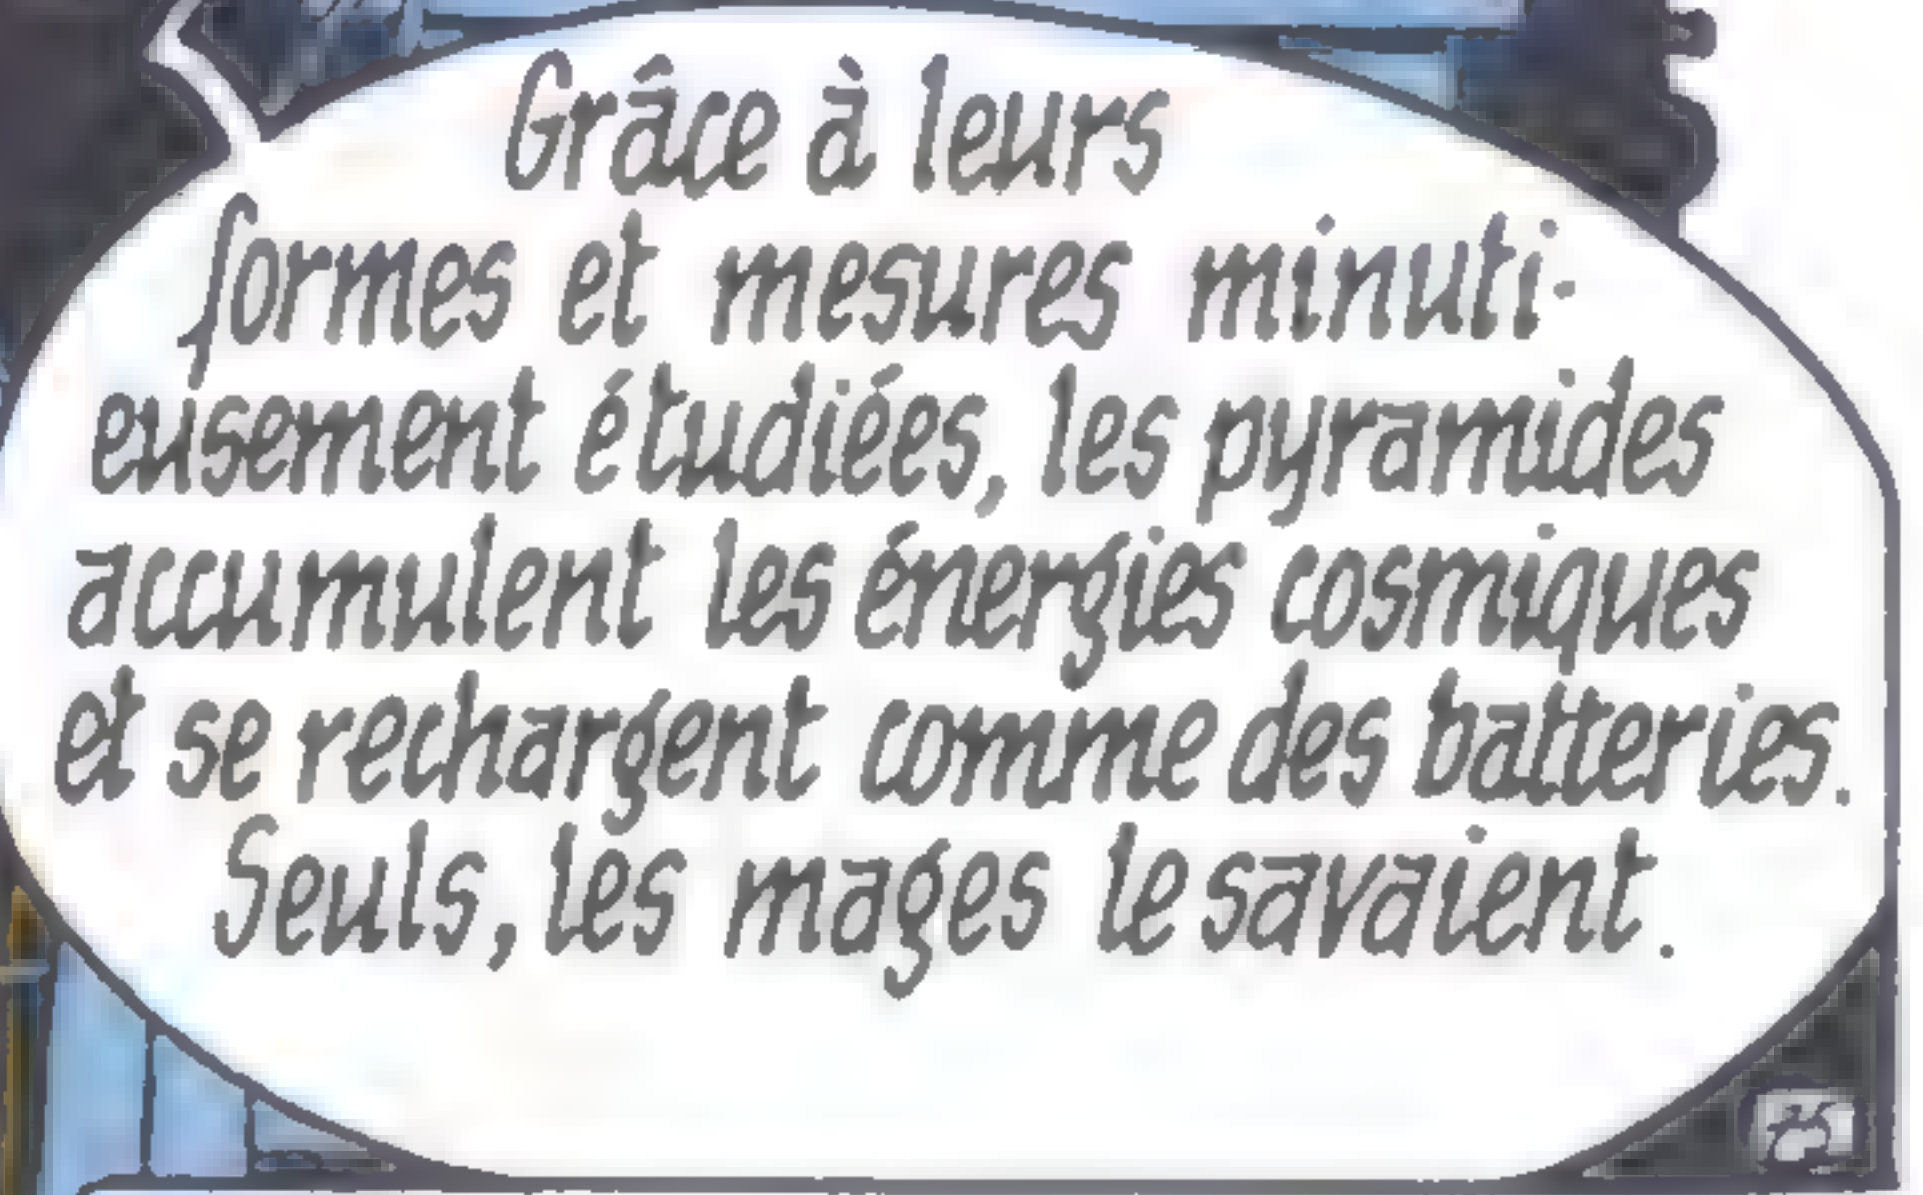 Grâce à leurs
formes et mesures minuti-
eusement étudiées, les pyramides
accumulent les énergies cosmiques
et se rechargent comme des batteries.
Seuls, les mages le savaient.